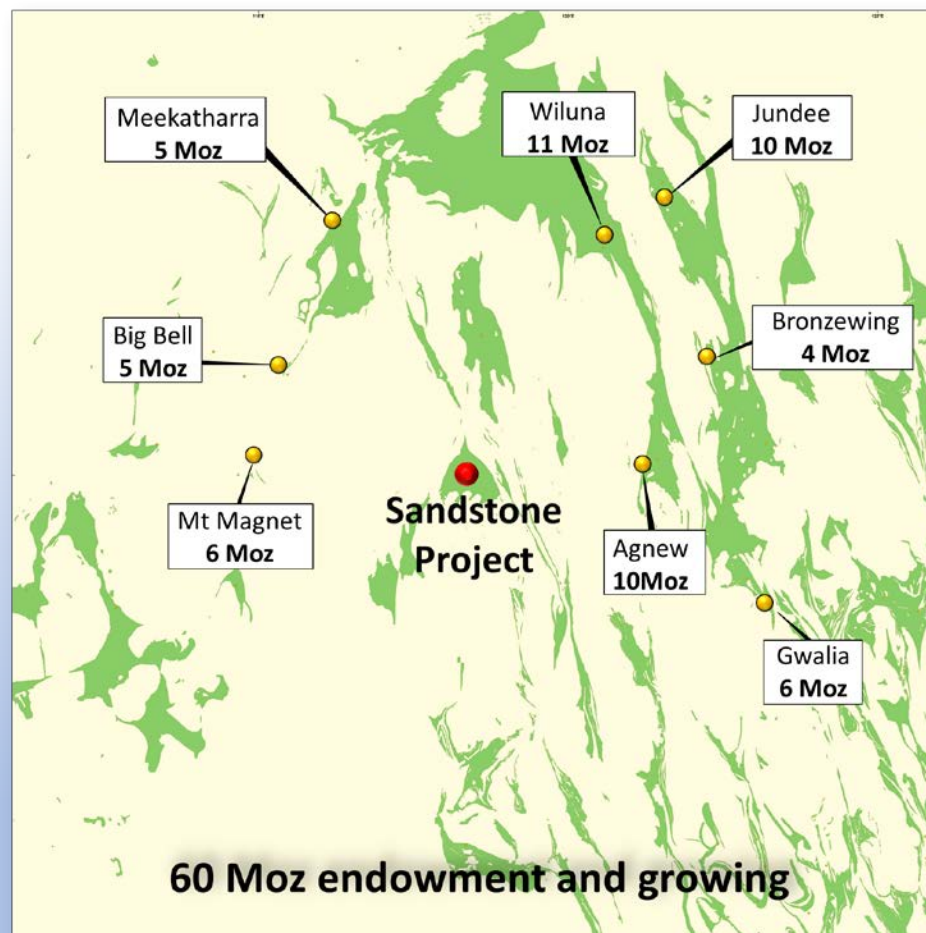 Meekatharra
5 Moz
Wiluna
11 Moz
Jundee
10 Moz
Big Bell
5 Moz
Bronzewing
4 Moz
Mt Magnet
6 Moz
Sandstone
Project
Agnew
10Moz
Gwalia
6 Moz
60 Moz endowment and growing